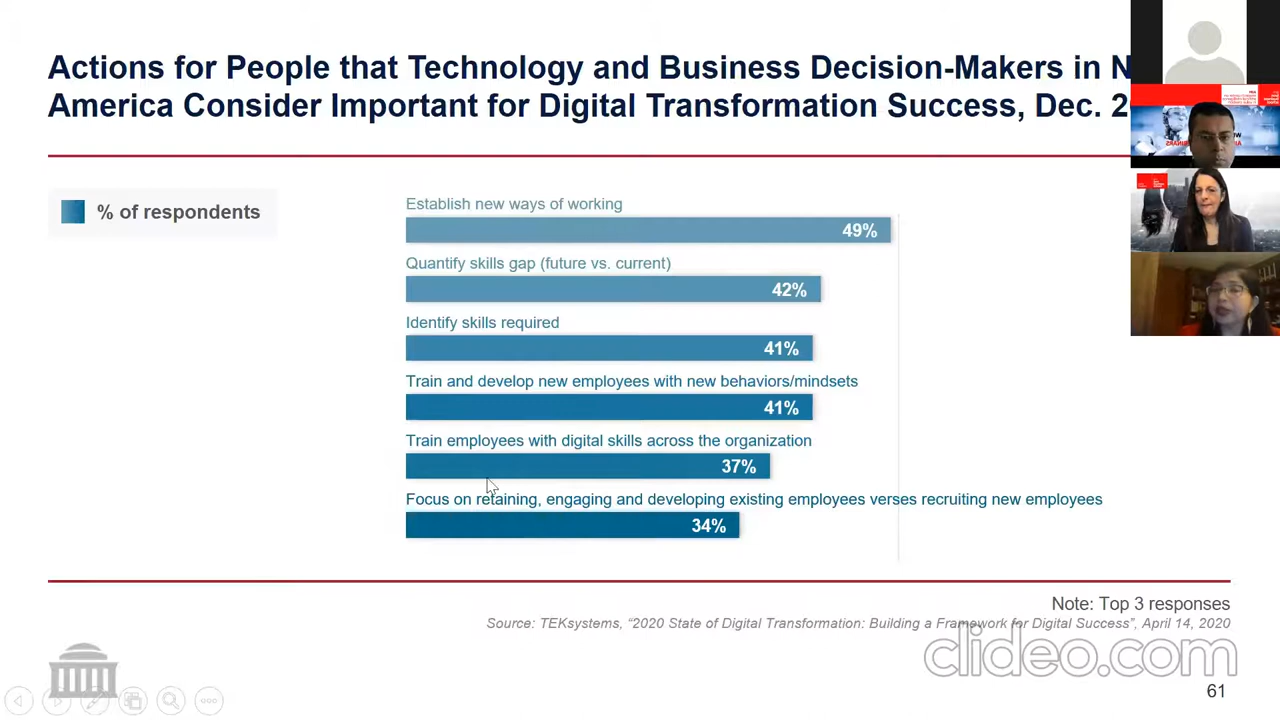 Actions for People that Technology and Business Decision-Makers in N
America Consider Important for Digital Transformation Success, Dec. 2
% of respondents
Establish new ways of working
49%
Quantify skills gap (future vs. current)
42%
Identify skills required
41%
Train and develop new employees with new behaviors/mindsets
41%
Train employees with digital skills across the organization
37%
Focus on retaining, engaging and developing existing employees verses recruiting new employees
34%
Note: Top 3 responses
Source: TEKsystems, “2020 State of Digital Transformation: Building a Framework for Digital Success”, April 14, 2020
clideo.com
61